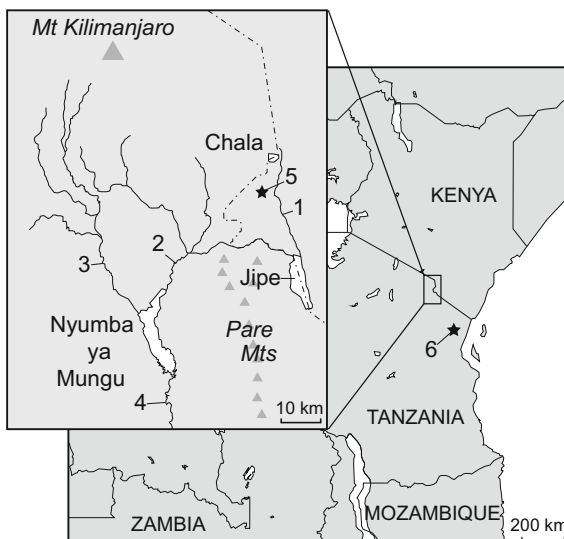 Mt Kilimanjaro
Chala
5
1
KENYA
2
3
Jipe
Nyumba
ya
Mungu
Pare
Mts
6
4
10 km
TANZANIA
ZAMBIA
MOZAMBIQUE
200 km